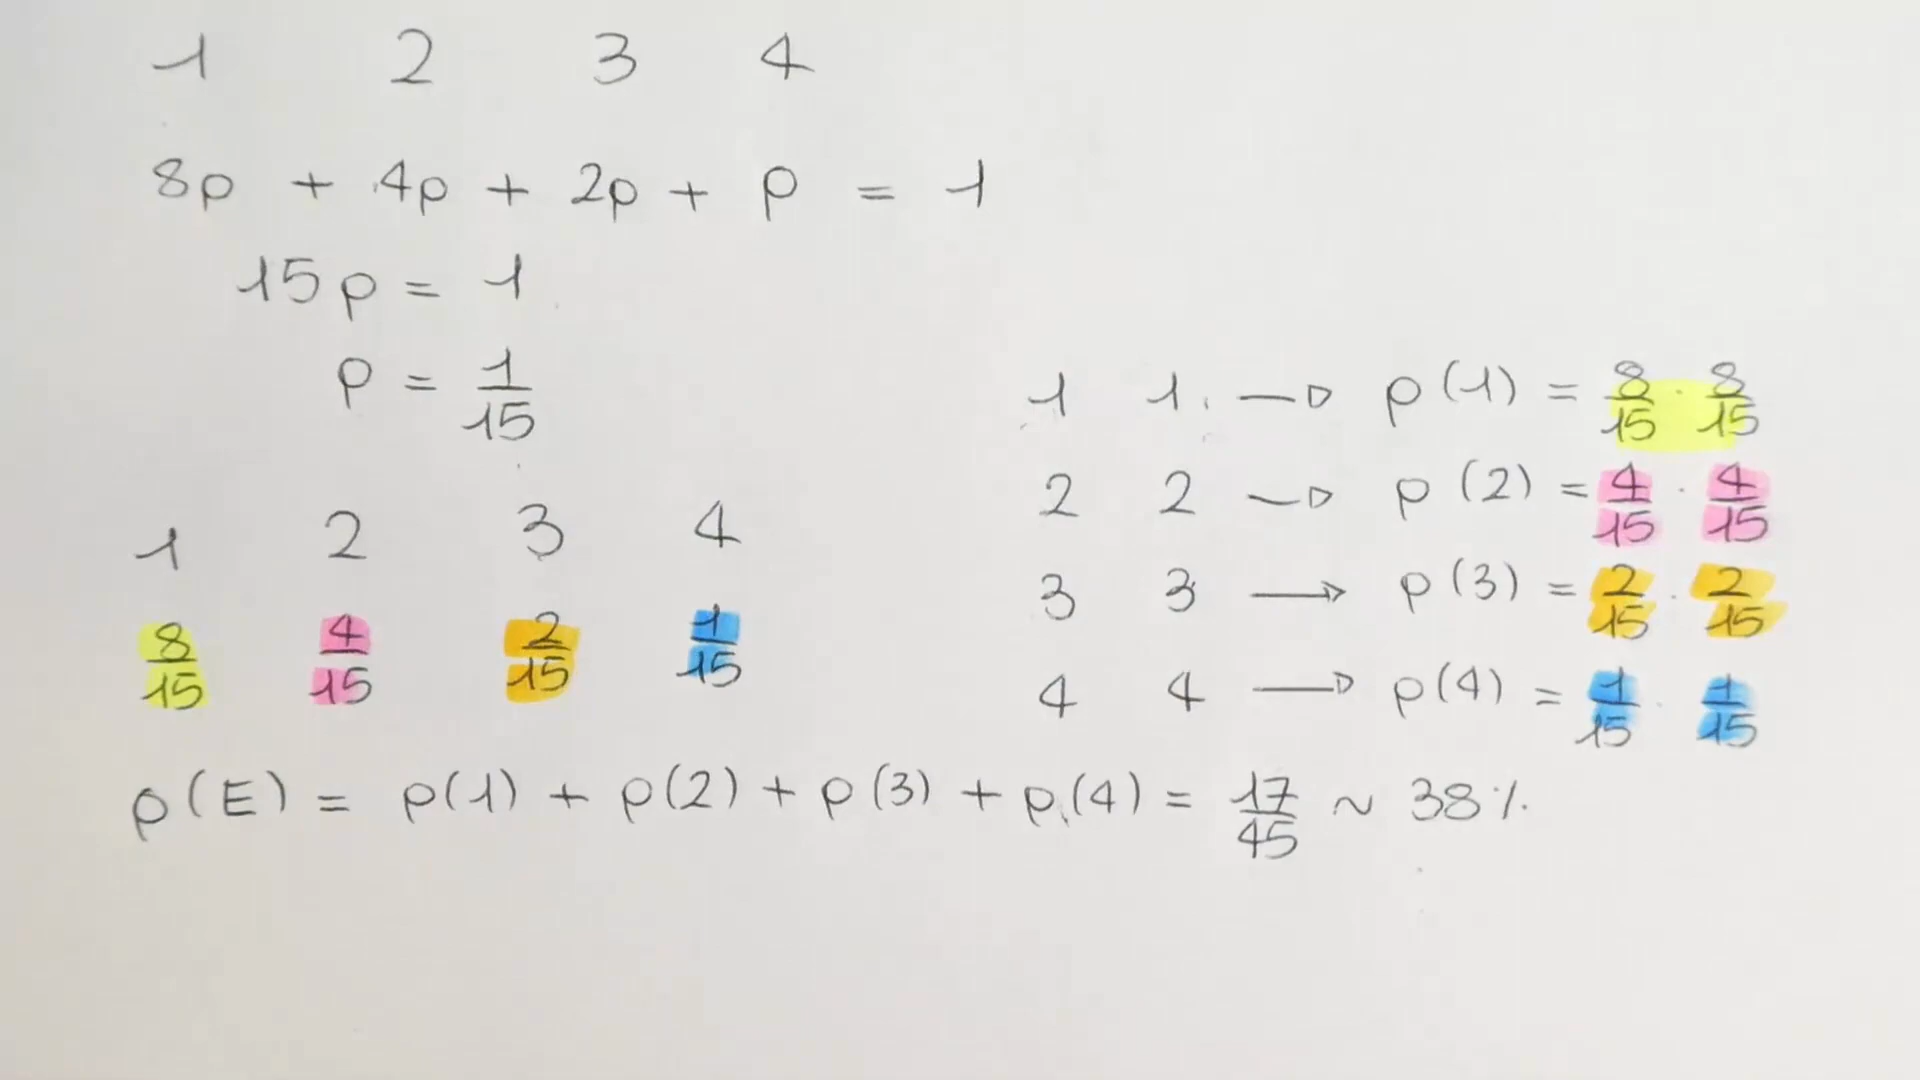 1 2 3 4
8p + 4p + 2p + p = 1
15p = 1
p = 1/15
1 1 → p(1) = 8/15 · 8/15
2 2 → p(2) = 4/15 · 4/15
3 3 → p(3) = 2/15 · 2/15
4 4 → p(4) = 1/15 · 1/15
1 2 3 4
8/15 4/15 2/15 1/15
p(E) = p(1) + p(2) + p(3) + p(4) = 17/45 ~ 38%